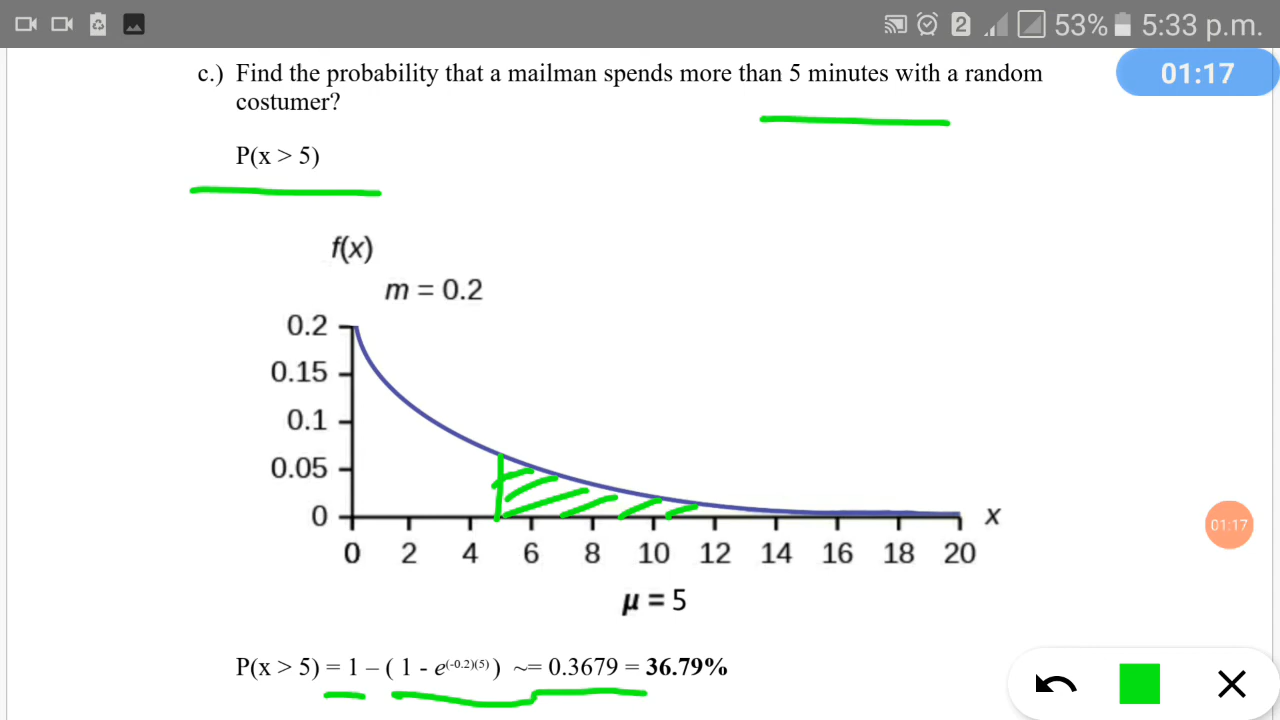 2 53% 5:33 p.m.
c.) Find the probability that a mailman spends more than 5 minutes with a random
01:17
costumer?
P(x > 5)
f(x)
m = 0.2
0.2
0.15
0.1
0.05
0
x
01:17
0 2 4 6 8 10 12 14 16 18 20
μ = 5
P(x > 5) = 1 – ( 1 - e(-0.2)(5) ) ~= 0.3679 = 36.79%